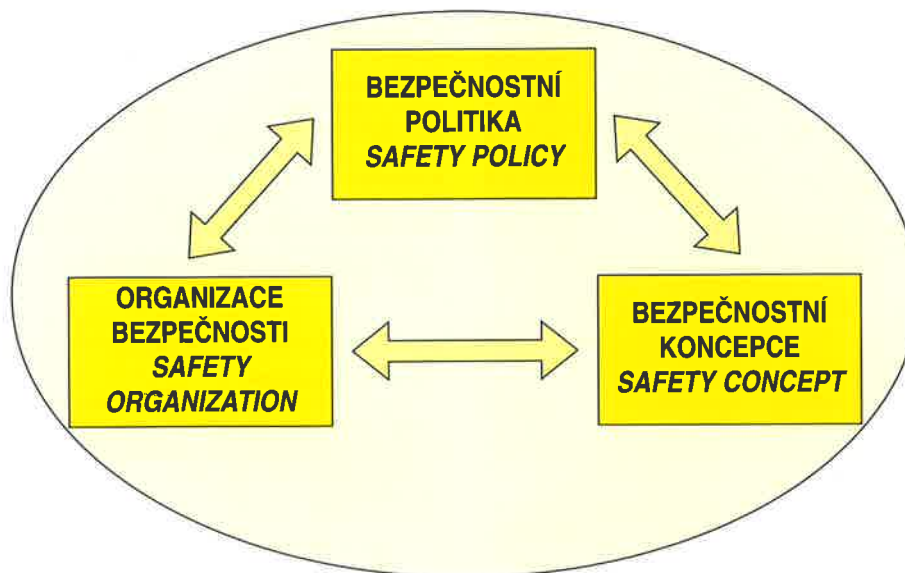 BEZPEČNOSTNÍ
POLITIKA
SAFETY POLICY
ORGANIZACE
BEZPEČNOSTI
SAFETY
ORGANIZATION
BEZPEČNOSTNÍ
KONCEPCE
SAFETY CONCEPT